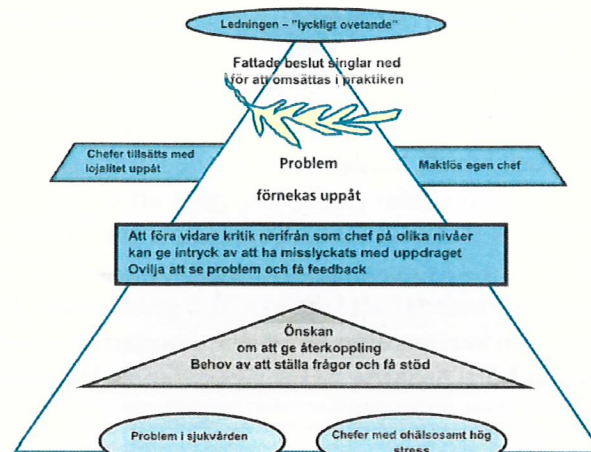 Ledningen – "lyckligt ovetande"
Fattade beslut singlar ned
för att omsättas i praktiken
Chefer tillsätts med
lojalitet uppåt
Problem
förnekas uppåt
Maktlös egen chef
Att föra vidare kritik nerifrån som chef på olika nivåer
kan ge intryck av att ha misslyckats med uppdraget
Ovilja att se problem och få feedback
Önskan
om att ge återkoppling
Behov av att ställa frågor och få stöd
Problem i sjukvården
Chefer med ohälsosamt hög
stress